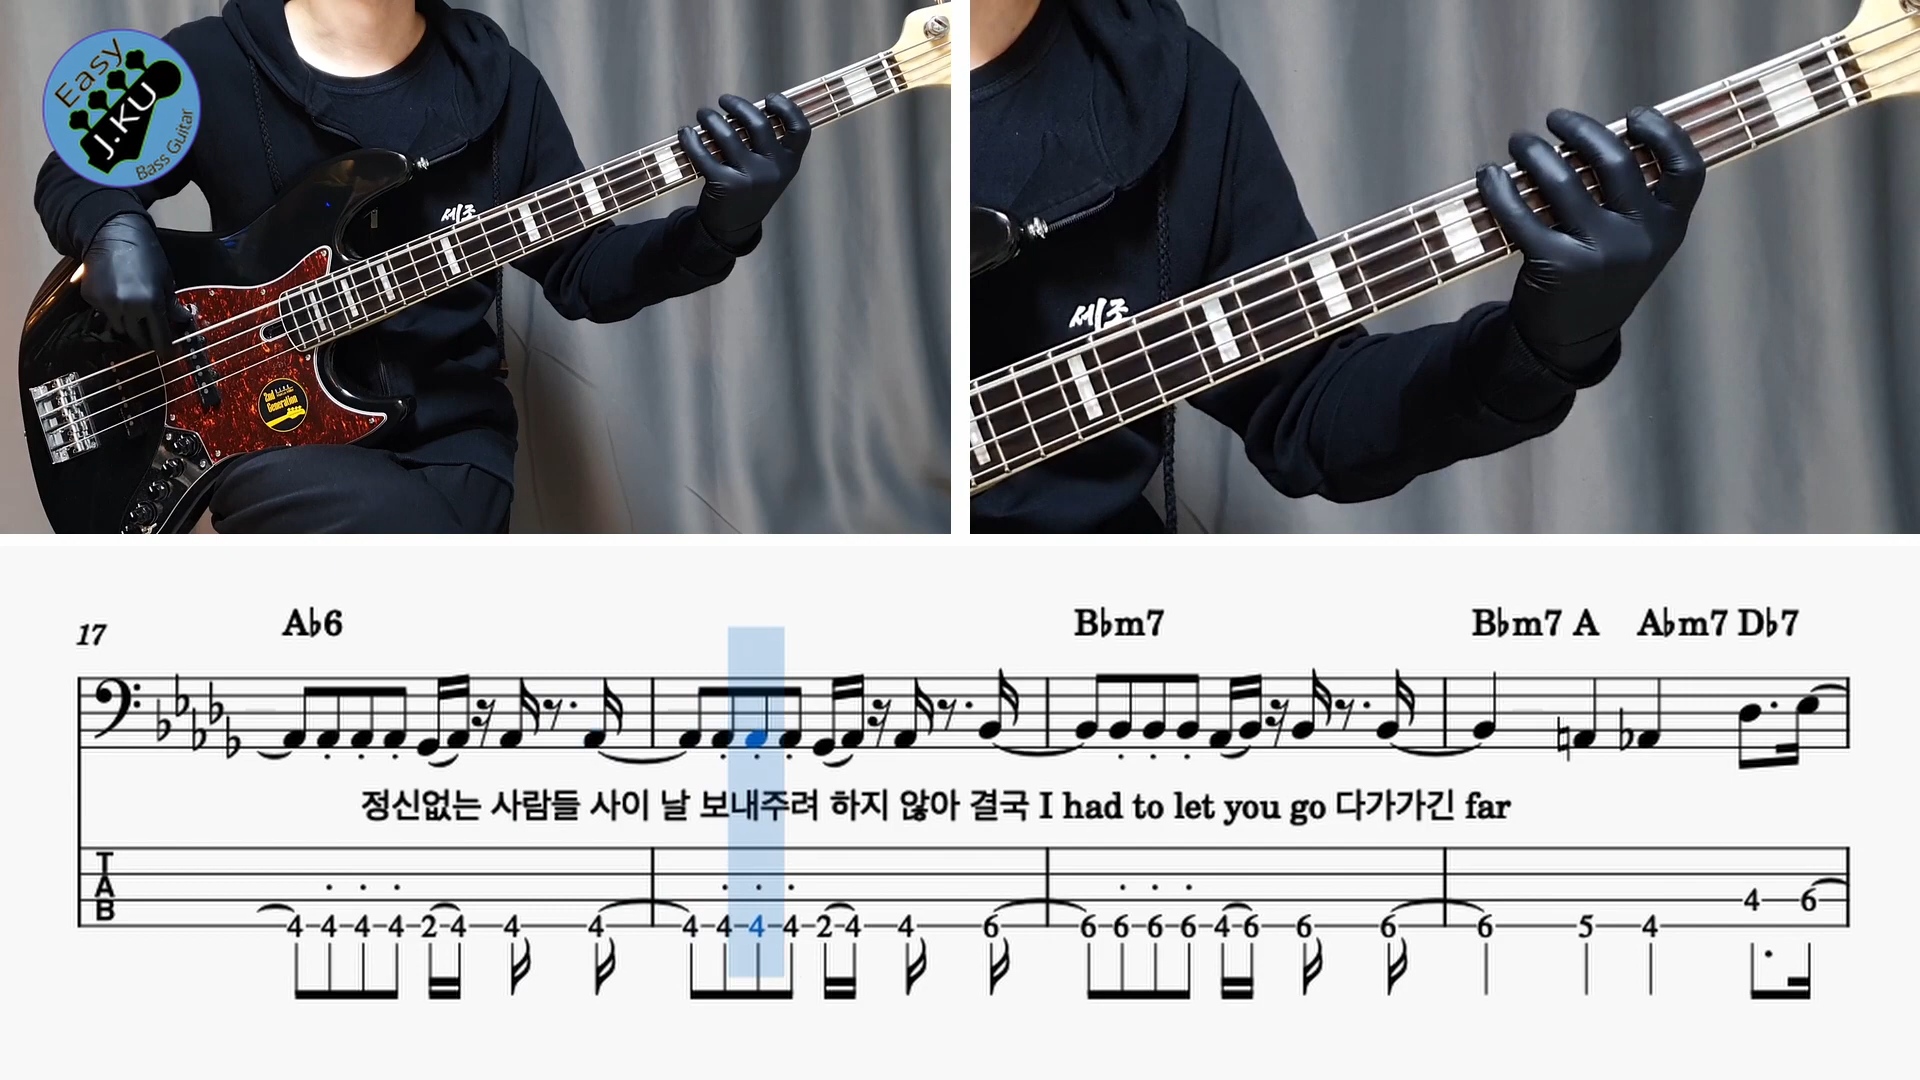 Easy
J.KU
Bass Guitar
세조
세조
2nd
Generation
17 A♭6 B♭m7 B♭m7 A A♭m7 D♭7
정신없는 사람들 사이 날 보내주려 하지 않아 결국 I had to let you go 다가가긴 far
T
A
B
4 4 4 4 2 4 4 4 4 4 4 4 2 4 4 6 6 6 6 6 4 6 6 6 6 5 4 4 6